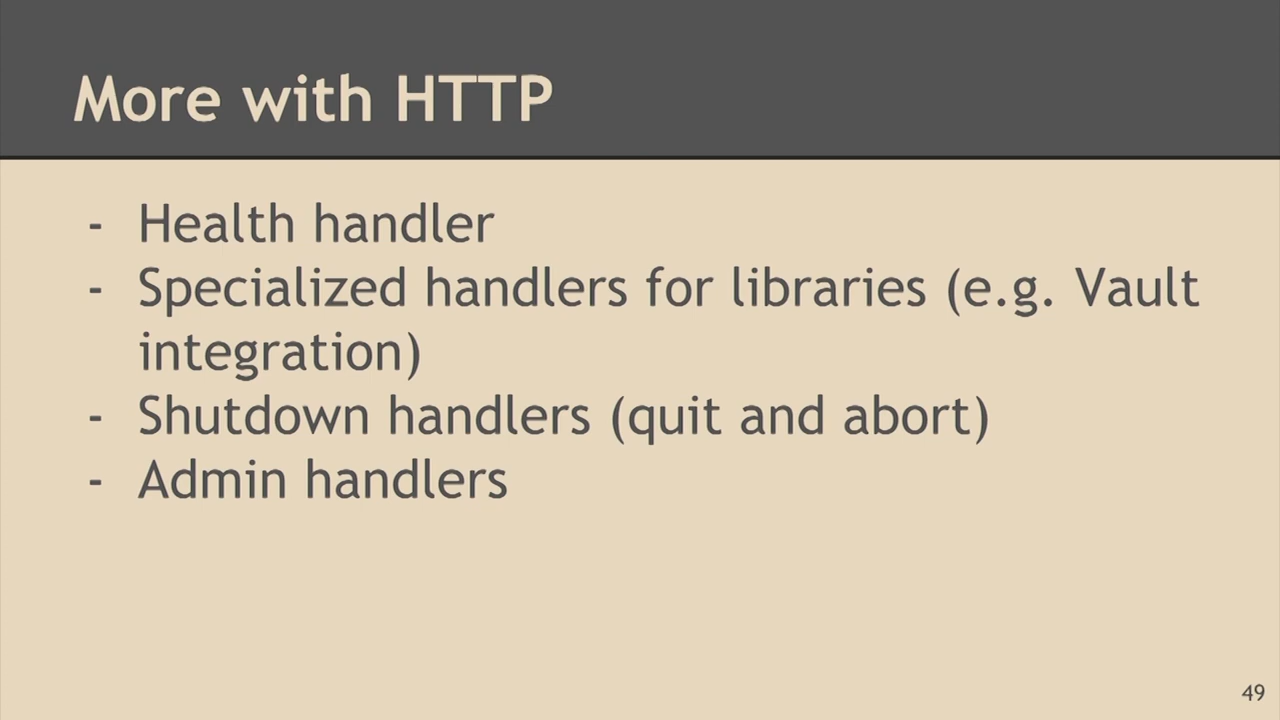 More with HTTP
- Health handler
- Specialized handlers for libraries (e.g. Vault
integration)
- Shutdown handlers (quit and abort)
- Admin handlers
49